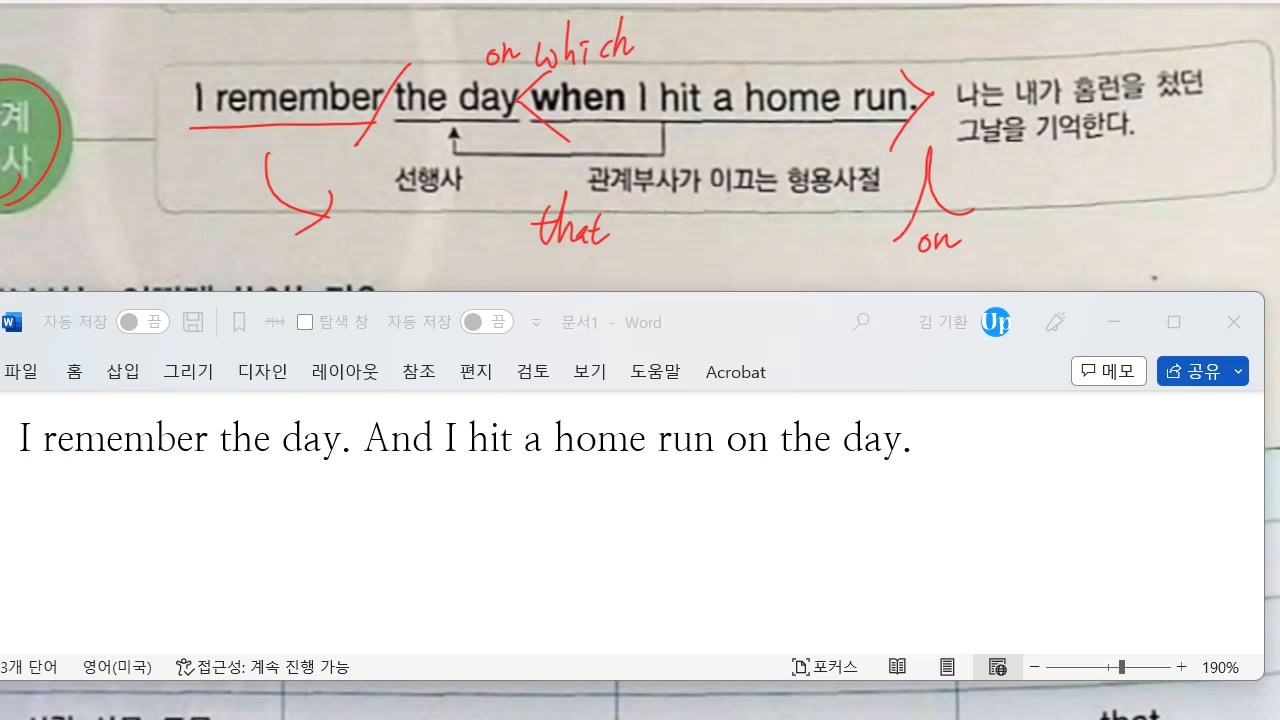 on which
계
사
I remember the day when I hit a home run.
나는 내가 홈런을 쳤던
그날을 기억한다.
선행사
관계부사가 이끄는 형용사절
that
on
자동 저장 끔 탐색 창 자동 저장 끔 문서1 - Word 김 기환 Up
파일 홈 삽입 그리기 디자인 레이아웃 참조 편지 검토 보기 도움말 Acrobat 메모 공유
I remember the day. And I hit a home run on the day.
3개 단어 영어(미국) 접근성: 계속 진행 가능 포커스 190%
that